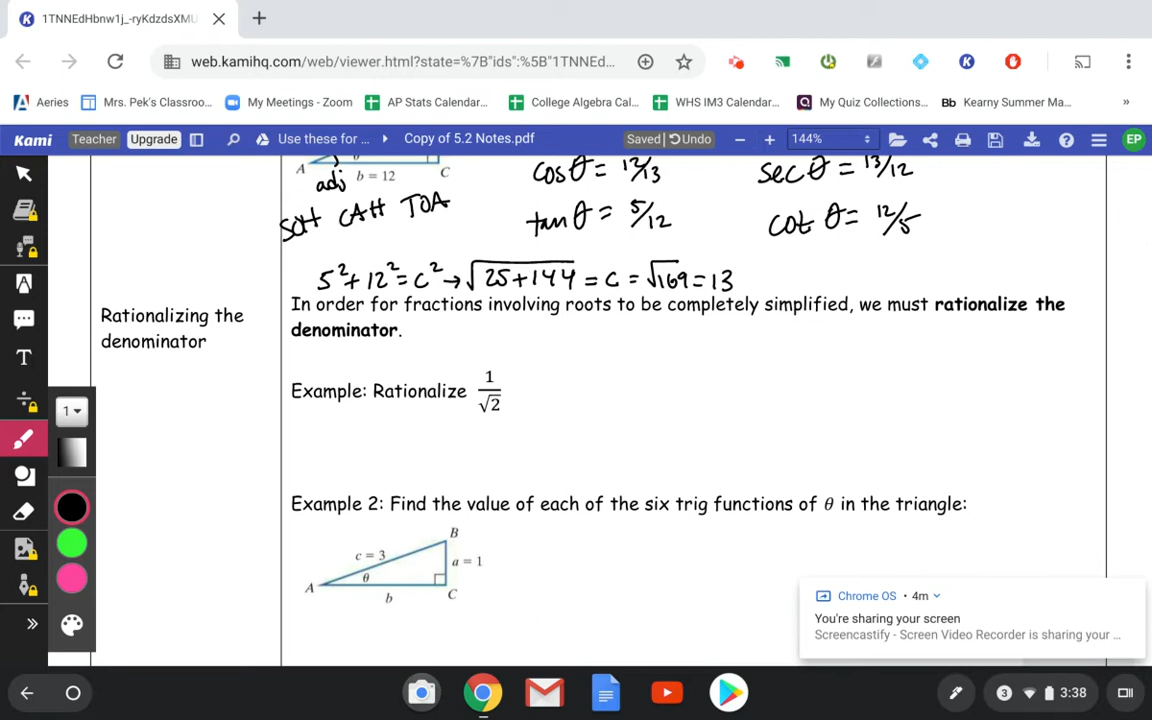 1TNNEdHbnw1j_-ryKdzdsXMU
web.kamihq.com/web/viewer.html?state=%7B"ids":%5B"1TNNEd...
Aeries Mrs. Pek's Classroo... My Meetings - Zoom AP Stats Calendar... College Algebra Cal... WHS IM3 Calendar... My Quiz Collections... Bb Kearny Summer Ma... »
Kami Teacher Upgrade Use these for ... Copy of 5.2 Notes.pdf Saved Undo 144% EP
A adj b = 12 C
cos θ = 12/13 sec θ = 13/12
SOH CAH TOA
tan θ = 5/12 cot θ = 12/5
5² + 12² = c² → √25+144 = c = √169 = 13
Rationalizing the
denominator
In order for fractions involving roots to be completely simplified, we must rationalize the
denominator.
Example: Rationalize 1/√2
1
Example 2: Find the value of each of the six trig functions of θ in the triangle:
B
c = 3
a = 1
θ
A
b
C
Chrome OS • 4m
You're sharing your screen
Screencastify - Screen Video Recorder is sharing your ...
3 3:38